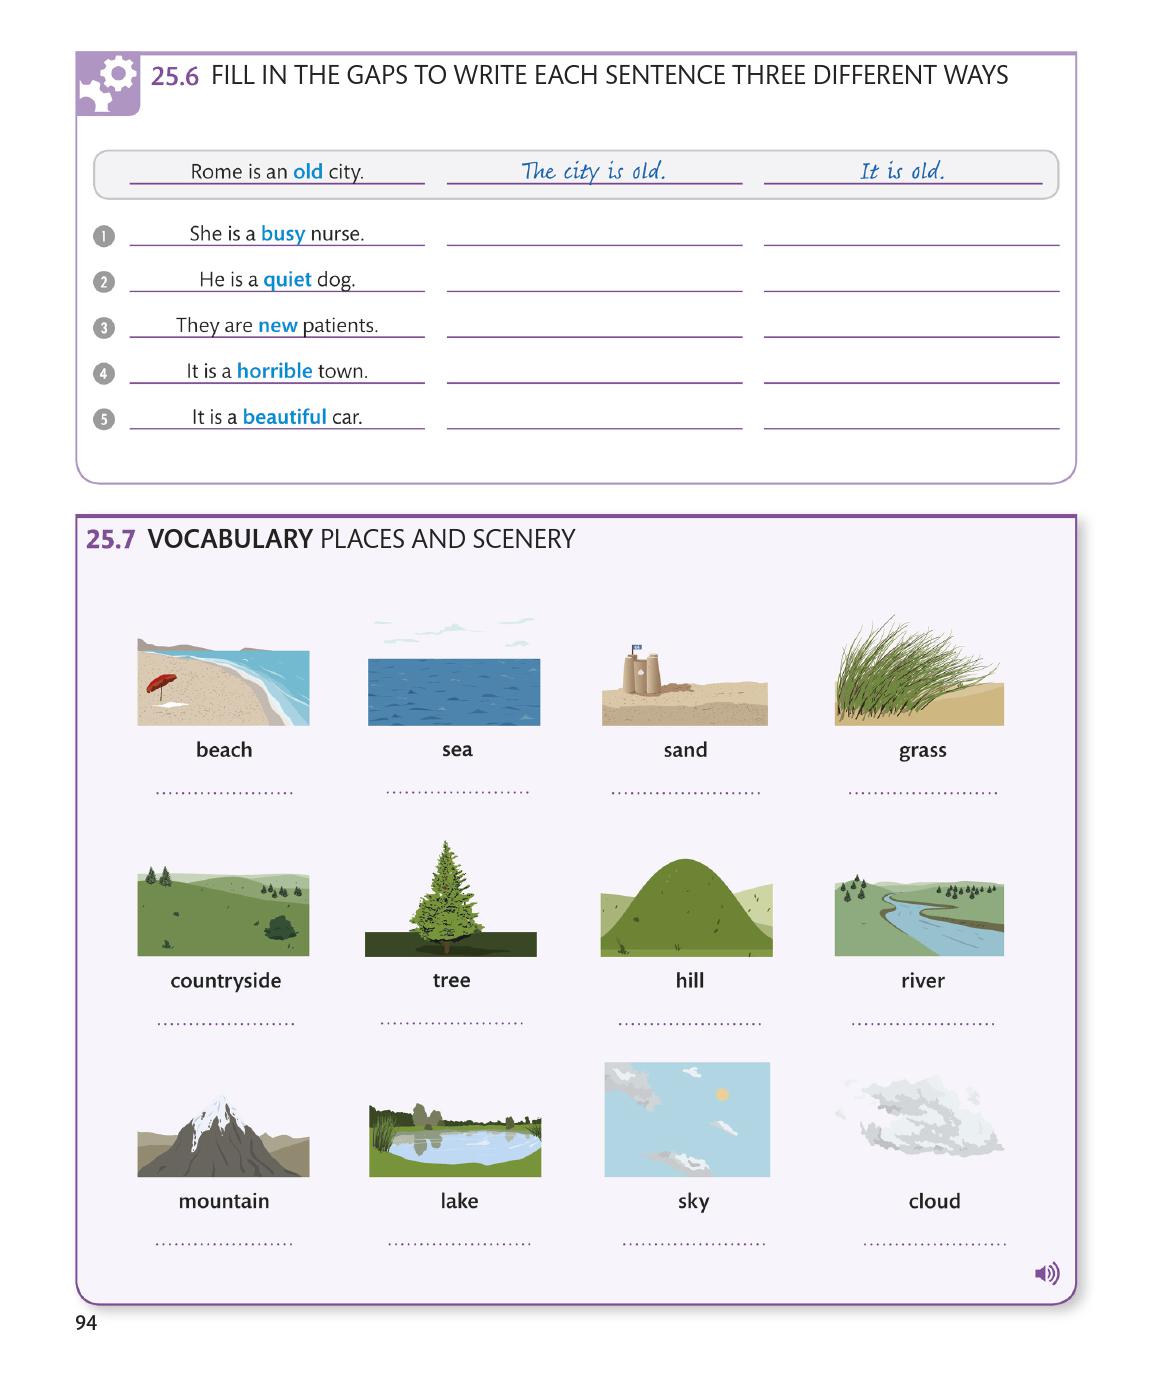 25.6 FILL IN THE GAPS TO WRITE EACH SENTENCE THREE DIFFERENT WAYS
Rome is an old city. The city is old. It is old.
1 She is a busy nurse.
2 He is a quiet dog.
3 They are new patients.
4 It is a horrible town.
5 It is a beautiful car.
25.7 VOCABULARY PLACES AND SCENERY
beach sea sand grass
countryside tree hill river
mountain lake sky cloud
94